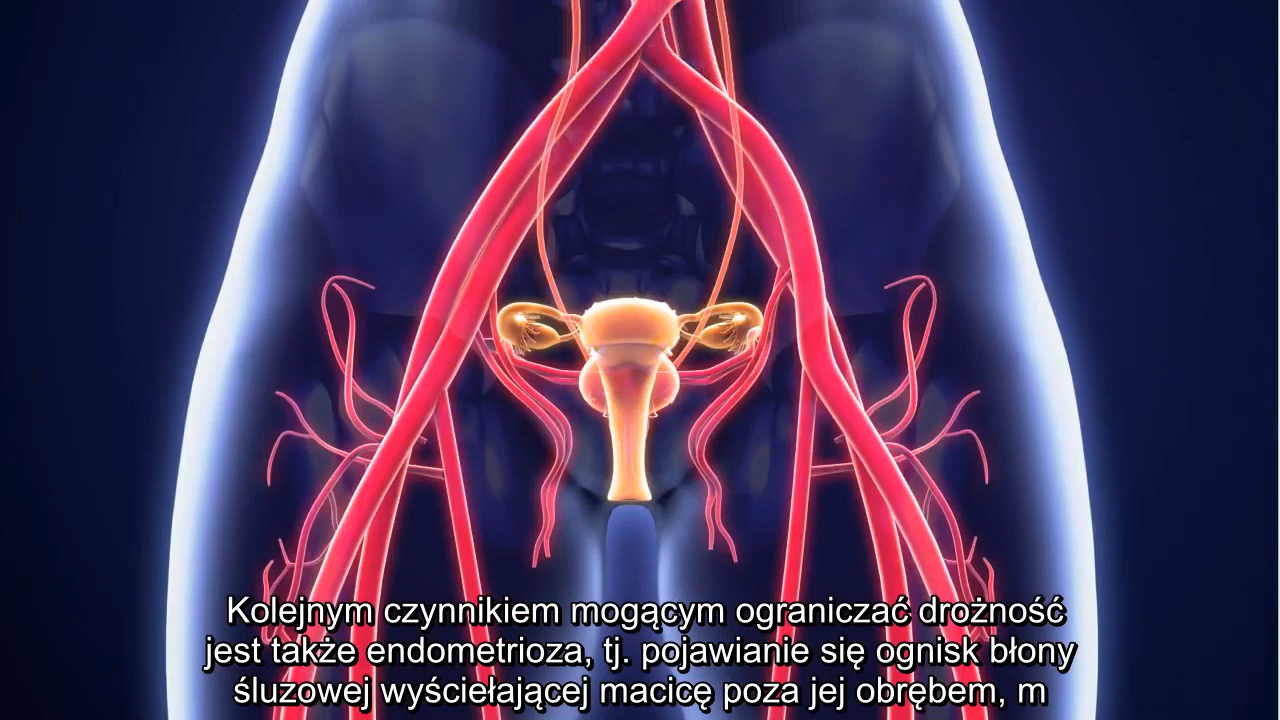 Kolejnym czynnikiem mogącym ograniczać drożność
jest także endometrioza, tj. pojawianie się ognisk błony
śluzowej wyściełającej macicę poza jej obrębem, m